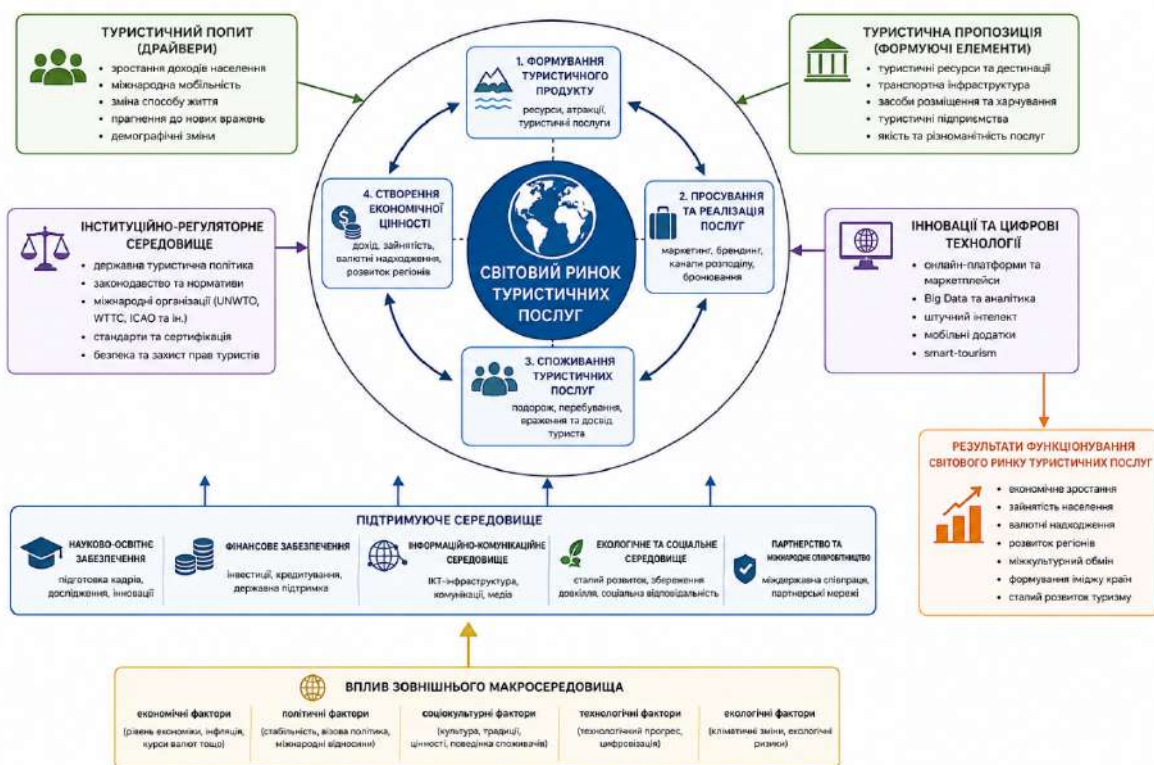 ТУРИСТИЧНИЙ ПОПИТ
(ДРАЙВЕРИ)
• зростання доходів населення
• міжнародна мобільність
• зміна способу життя
• прагнення до нових вражень
• демографічні зміни
1. ФОРМУВАННЯ
ТУРИСТИЧНОГО
ПРОДУКТУ
ресурси, атракції,
туристичні послуги
ТУРИСТИЧНА ПРОПОЗИЦІЯ
(ФОРМУЮЧІ ЕЛЕМЕНТИ)
• туристичні ресурси та дестинації
• транспортна інфраструктура
• засоби розміщення та харчування
• туристичні підприємства
• якість та різноманітність послуг
ІНСТИТУЦІЙНО-РЕГУЛЯТОРНЕ
СЕРЕДОВИЩЕ
• державна туристична політика
• законодавство та нормативи
• міжнародні організації (UNWTO,
WTTC, ICAO та ін.)
• стандарти та сертифікація
• безпека та захист прав туристів
4. СТВОРЕННЯ
ЕКОНОМІЧНОЇ
ЦІННОСТІ
дохід, зайнятість,
валютні надходження,
розвиток регіонів
СВІТОВИЙ РИНОК
ТУРИСТИЧНИХ
ПОСЛУГ
2. ПРОСУВАННЯ
ТА РЕАЛІЗАЦІЯ
ПОСЛУГ
маркетинг, брендинг,
канали розподілу,
бронювання
ІННОВАЦІЇ ТА ЦИФРОВІ
ТЕХНОЛОГІЇ
• онлайн-платформи та
маркетплейси
• Big Data та аналітика
• штучний інтелект
• мобільні додатки
• smart-tourism
3. СПОЖИВАННЯ
ТУРИСТИЧНИХ
ПОСЛУГ
подорож, перебування,
враження та досвід
туриста
РЕЗУЛЬТАТИ ФУНКЦІОНУВАННЯ
СВІТОВОГО РИНКУ ТУРИСТИЧНИХ ПОСЛУГ
• економічне зростання
• зайнятість населення
• валютні надходження
• розвиток регіонів
• міжкультурний обмін
• формування іміджу країн
• сталий розвиток туризму
ПІДТРИМУЮЧЕ СЕРЕДОВИЩЕ
НАУКОВО-ОСВІТНЄ
ЗАБЕЗПЕЧЕННЯ
підготовка кадрів,
дослідження, інновації
ФІНАНСОВЕ ЗАБЕЗПЕЧЕННЯ
інвестиції, кредитування,
державна підтримка
ІНФОРМАЦІЙНО-КОМУНІКАЦІЙНЕ
СЕРЕДОВИЩЕ
ІКТ-інфраструктура,
комунікації, медіа
ЕКОЛОГІЧНЕ ТА СОЦІАЛЬНЕ
СЕРЕДОВИЩЕ
сталий розвиток, збереження
довкілля, соціальна відповідальність
ПАРТНЕРСТВО ТА
МІЖНАРОДНЕ СПІВРОБІТНИЦТВО
міждержавна співпраця,
партнерські мережі
ВПЛИВ ЗОВНІШНЬОГО МАКРОСЕРЕДОВИЩА
економічні фактори
(рівень економіки, інфляція,
курси валют тощо)
політичні фактори
(стабільність, візова політика,
міжнародні відносини)
соціокультурні фактори
(культура, традиції,
цінності, поведінка споживачів)
технологічні фактори
(технологічний прогрес,
цифровізація)
екологічні фактори
(кліматичні зміни, екологічні
ризики)